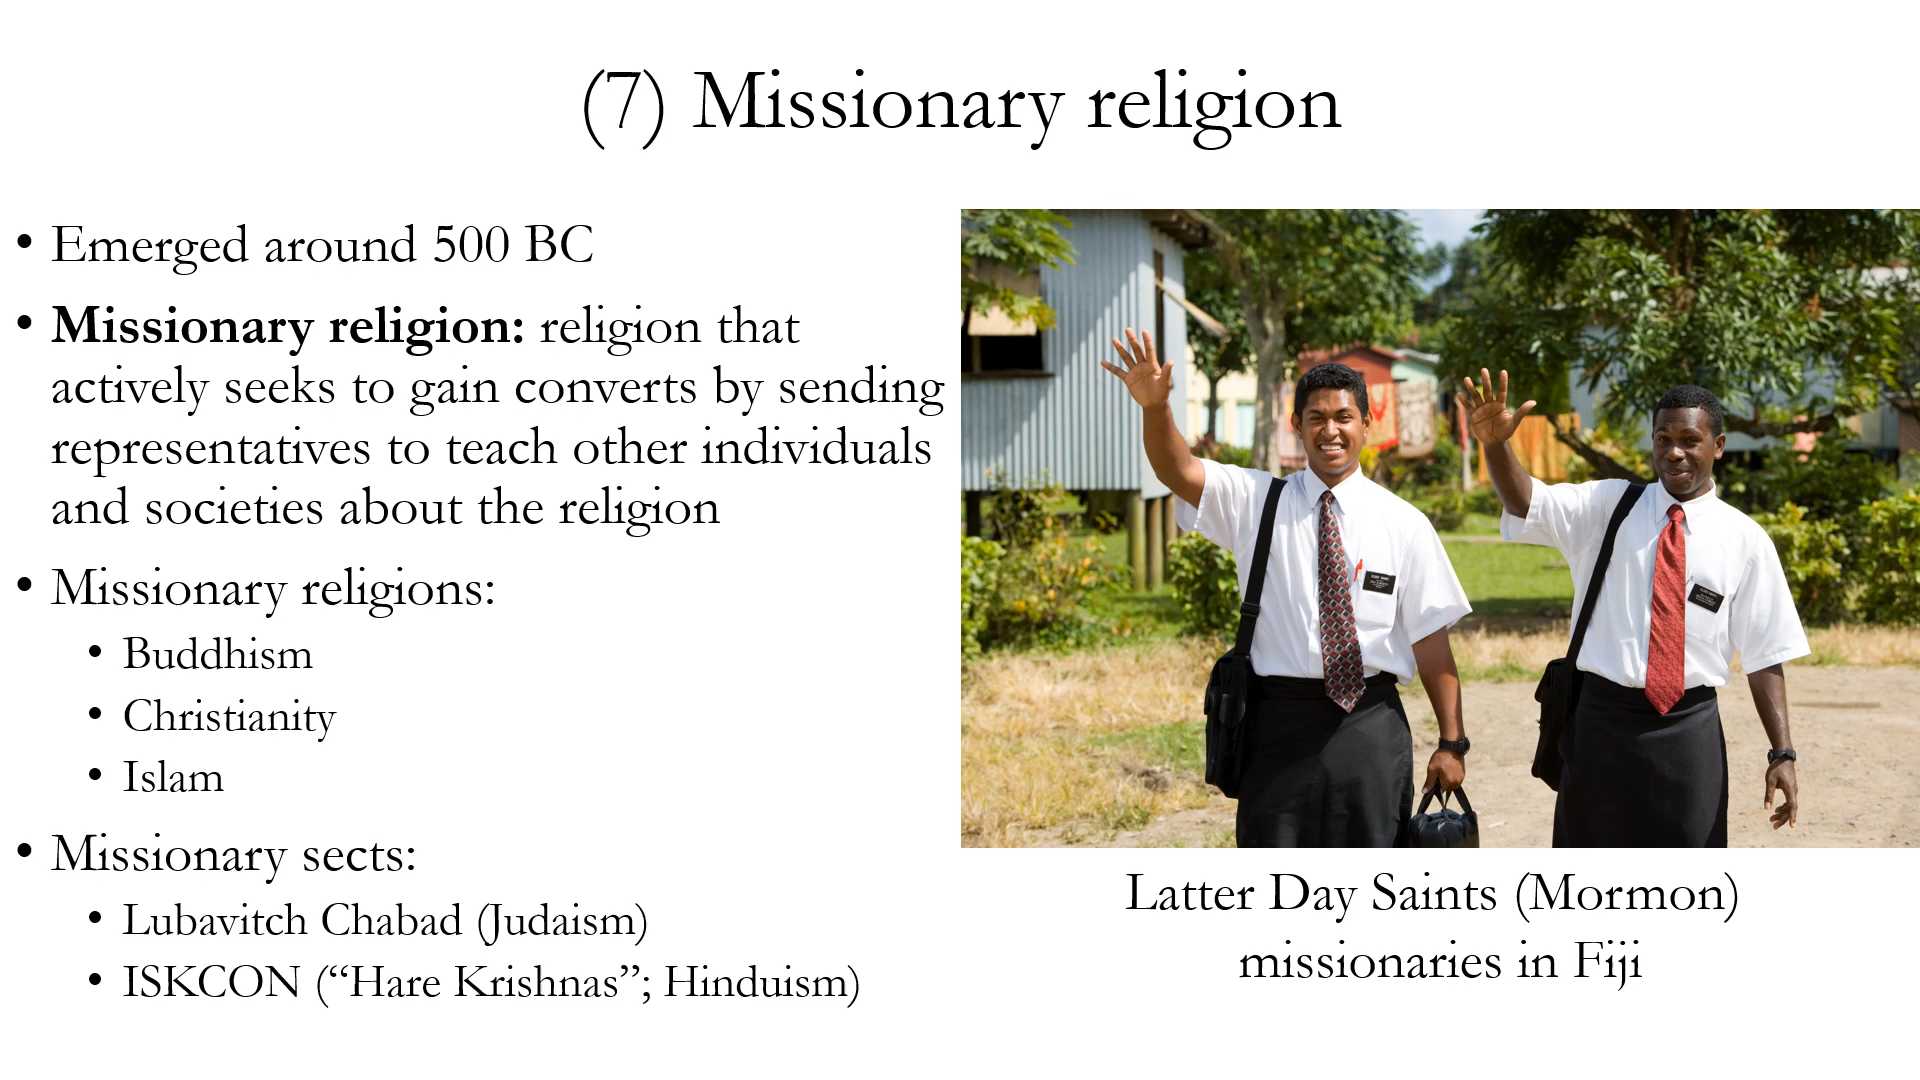 (7) Missionary religion
• Emerged around 500 BC
• Missionary religion: religion that
actively seeks to gain converts by sending
representatives to teach other individuals
and societies about the religion
• Missionary religions:
• Buddhism
• Christianity
• Islam
• Missionary sects:
• Lubavitch Chabad (Judaism)
• ISKCON (“Hare Krishnas”; Hinduism)
Latter Day Saints (Mormon)
missionaries in Fiji